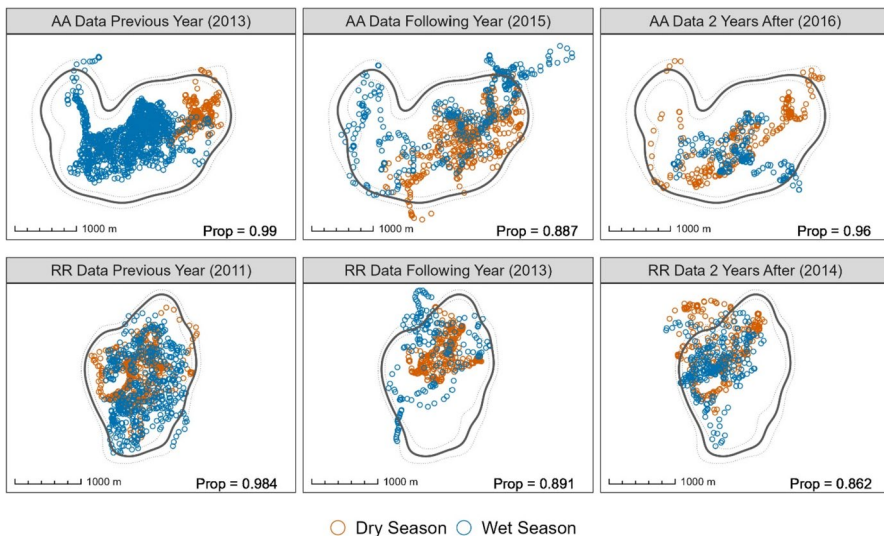 AA Data Previous Year (2013)
AA Data Following Year (2015)
AA Data 2 Years After (2016)
1000 m
Prop = 0.99
1000 m
Prop = 0.887
1000 m
Prop = 0.96
RR Data Previous Year (2011)
RR Data Following Year (2013)
RR Data 2 Years After (2014)
1000 m
Prop = 0.984
1000 m
Prop = 0.891
1000 m
Prop = 0.862
Dry Season
Wet Season